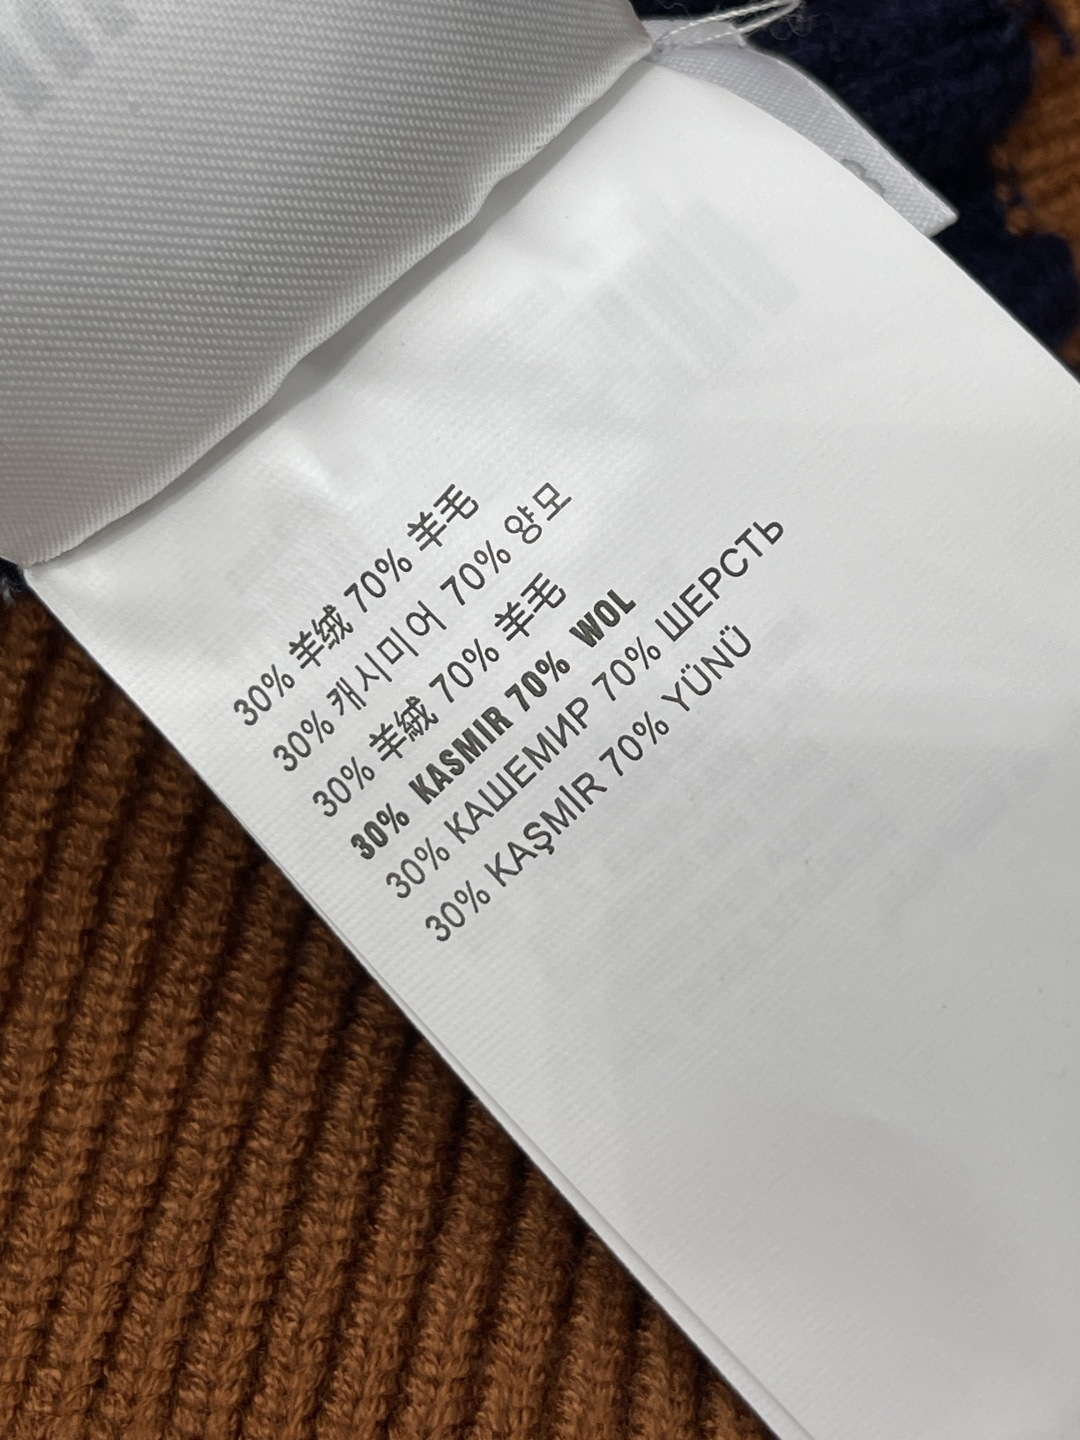 30% 羊绒 70% 羊毛
30% 캐시미어 70% 양모
30% 羊絨 70% 羊毛
30% KASMIR 70% WOL
30% КАШЕМИР 70% ШЕРСТЬ
30% KAŞMİR 70% YÜNÜ